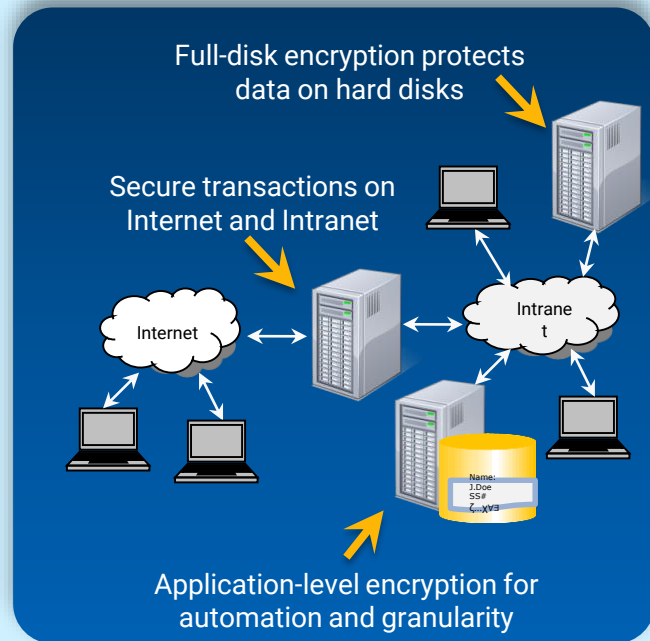 Full-disk encryption protects
data on hard disks
Secure transactions on
Internet and Intranet
Internet
Intrane
t
Name:
J.Doe
SS#
Application-level encryption for
automation and granularity